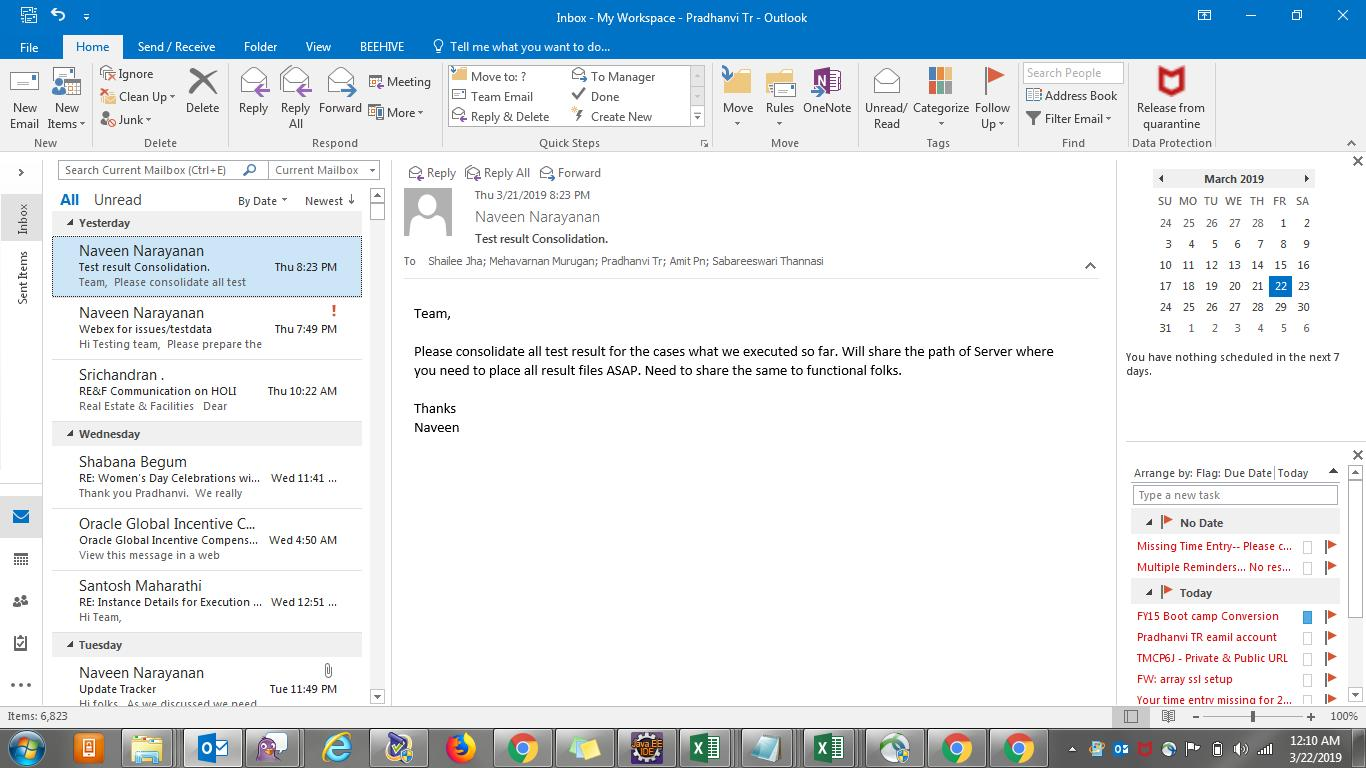 Inbox - My Workspace - Pradhanvi Tr - Outlook
File Home Send / Receive Folder View BEEHIVE Tell me what you want to do...
New Email
New Items
Ignore
Clean Up
Junk
Delete
Reply
Reply All
Forward
Meeting
More
Move to: ?
Team Email
Reply & Delete
To Manager
Done
Create New
Move
Rules
OneNote
Unread/ Read
Categorize
Follow Up
Search People
Address Book
Filter Email
Release from quarantine
New Delete Respond Quick Steps Move Tags Find Data Protection
Inbox
Sent Items
Search Current Mailbox (Ctrl+E) Current Mailbox
All Unread By Date Newest
Yesterday
Naveen Narayanan
Test result Consolidation. Thu 8:23 PM
Team, Please consolidate all test
Naveen Narayanan !
Webex for issues/testdata Thu 7:49 PM
Hi Testing team, Please prepare the
Srichandran .
RE&F Communication on HOLI Thu 10:22 AM
Real Estate & Facilities Dear
Wednesday
Shabana Begum
RE: Women's Day Celebrations wi... Wed 11:41 ...
Thank you Pradhanvi. We really
Oracle Global Incentive C...
Oracle Global Incentive Compens... Wed 4:50 AM
View this message in a web
Santosh Maharathi
RE: Instance Details for Execution ... Wed 12:51 ...
Hi Team,
Tuesday
Naveen Narayanan
Update Tracker Tue 11:49 PM
Hi folks, As we discussed we need
Reply Reply All Forward
Thu 3/21/2019 8:23 PM
Naveen Narayanan
Test result Consolidation.
To Shailee Jha; Mehavarnan Murugan; Pradhanvi Tr; Amit Pn; Sabareeswari Thannasi
Team,
Please consolidate all test result for the cases what we executed so far. Will share the path of Server where
you need to place all result files ASAP. Need to share the same to functional folks.
Thanks
Naveen
March 2019
SU MO TU WE TH FR SA
24 25 26 27 28 1 2
3 4 5 6 7 8 9
10 11 12 13 14 15 16
17 18 19 20 21 22 23
24 25 26 27 28 29 30
31 1 2 3 4 5 6
You have nothing scheduled in the next 7
days.
Arrange by: Flag: Due Date Today
Type a new task
No Date
Missing Time Entry-- Please c...
Multiple Reminders... No res...
Today
FY15 Boot camp Conversion
Pradhanvi TR eamil account
TMCP6J - Private & Public URL
FW: array ssl setup
Your time entry missing for 2...
Items: 6,823 100%
Java EE
IDE
12:10 AM
3/22/2019